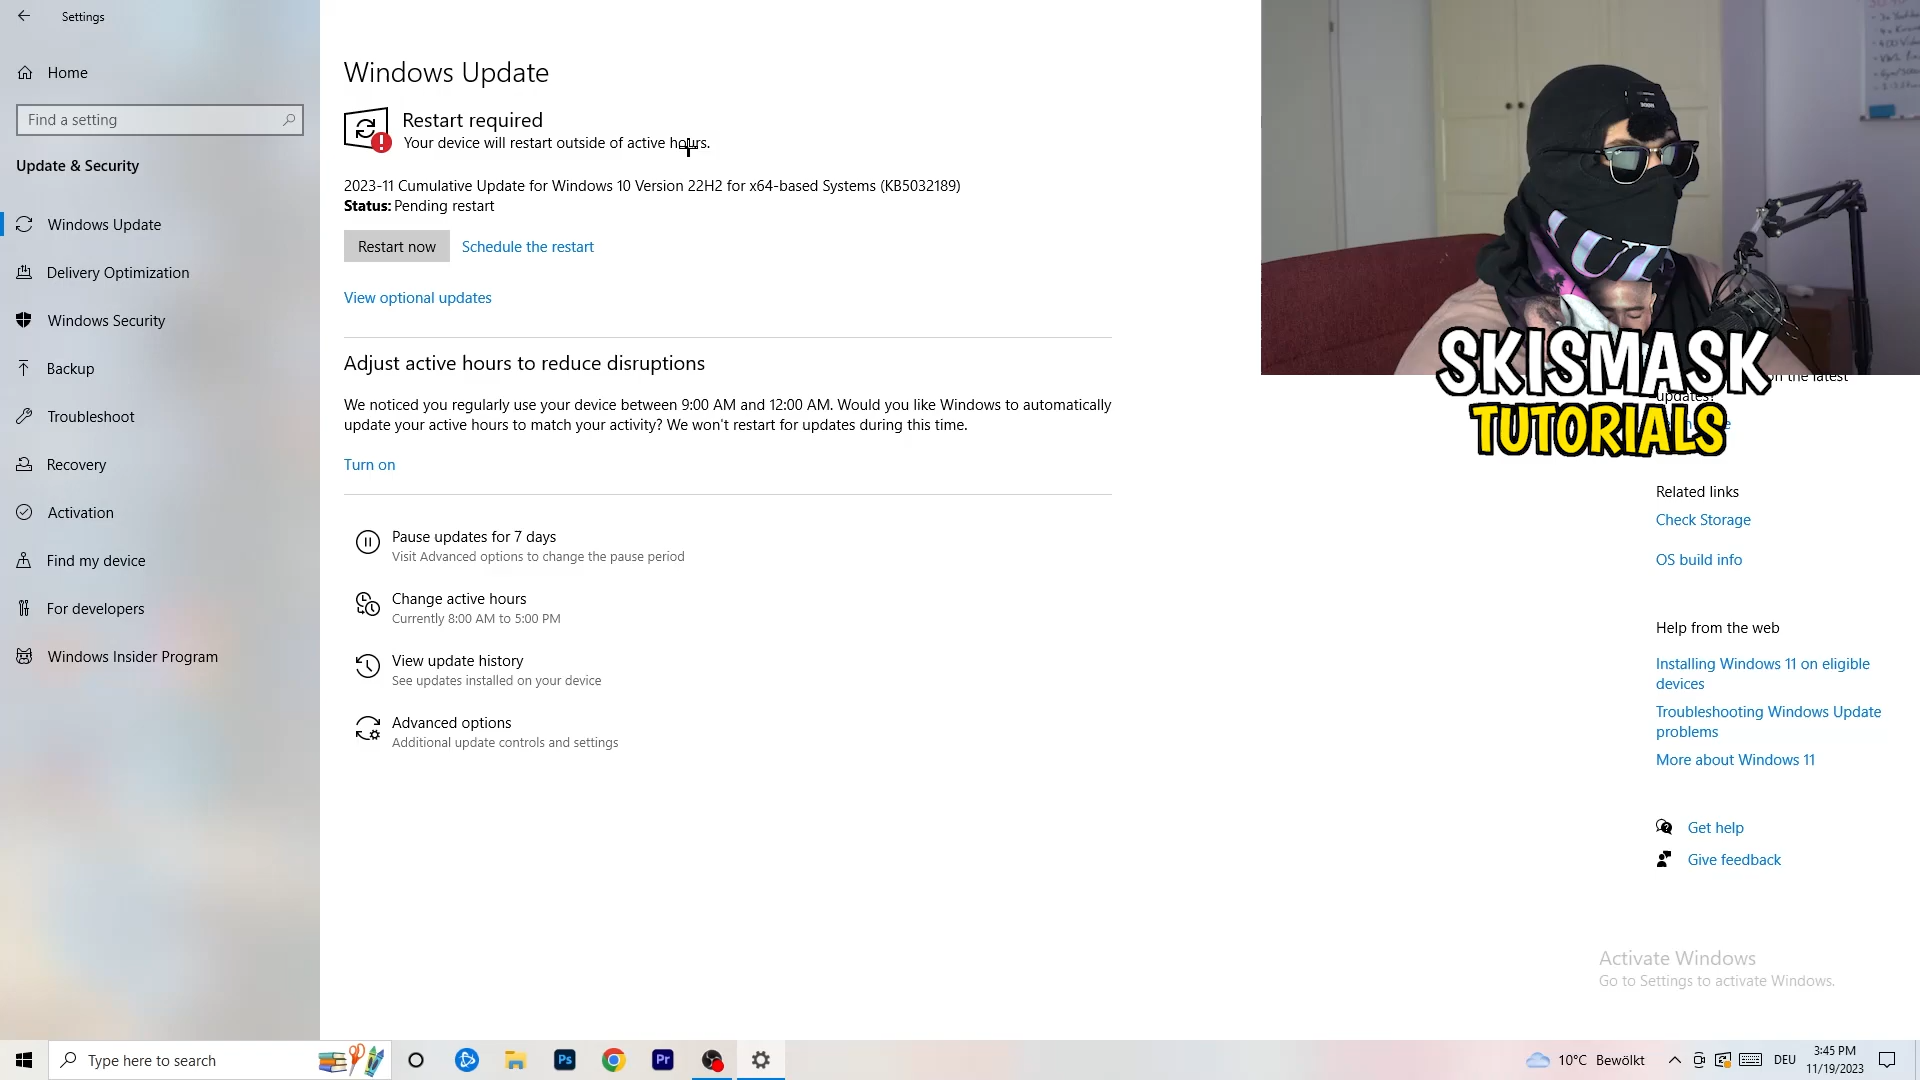 Settings
Home
Find a setting
Update & Security
Windows Update
Delivery Optimization
Windows Security
Backup
Troubleshoot
Recovery
Activation
Find my device
For developers
Windows Insider Program
Windows Update
Restart required
Your device will restart outside of active hours.
2023-11 Cumulative Update for Windows 10 Version 22H2 for x64-based Systems (KB5032189)
Status: Pending restart
Restart now
Schedule the restart
View optional updates
Adjust active hours to reduce disruptions
We noticed you regularly use your device between 9:00 AM and 12:00 AM. Would you like Windows to automatically
update your active hours to match your activity? We won't restart for updates during this time.
Turn on
Pause updates for 7 days
Visit Advanced options to change the pause period
Change active hours
Currently 8:00 AM to 5:00 PM
View update history
See updates installed on your device
Advanced options
Additional update controls and settings
SKISMASK
TUTORIALS
on the latest
updates?
Related links
Check Storage
OS build info
Help from the web
Installing Windows 11 on eligible
devices
Troubleshooting Windows Update
problems
More about Windows 11
Get help
Give feedback
Activate Windows
Go to Settings to activate Windows.
Type here to search
Ps
Pr
10°C Bewölkt
DEU
3:45 PM
11/19/2023